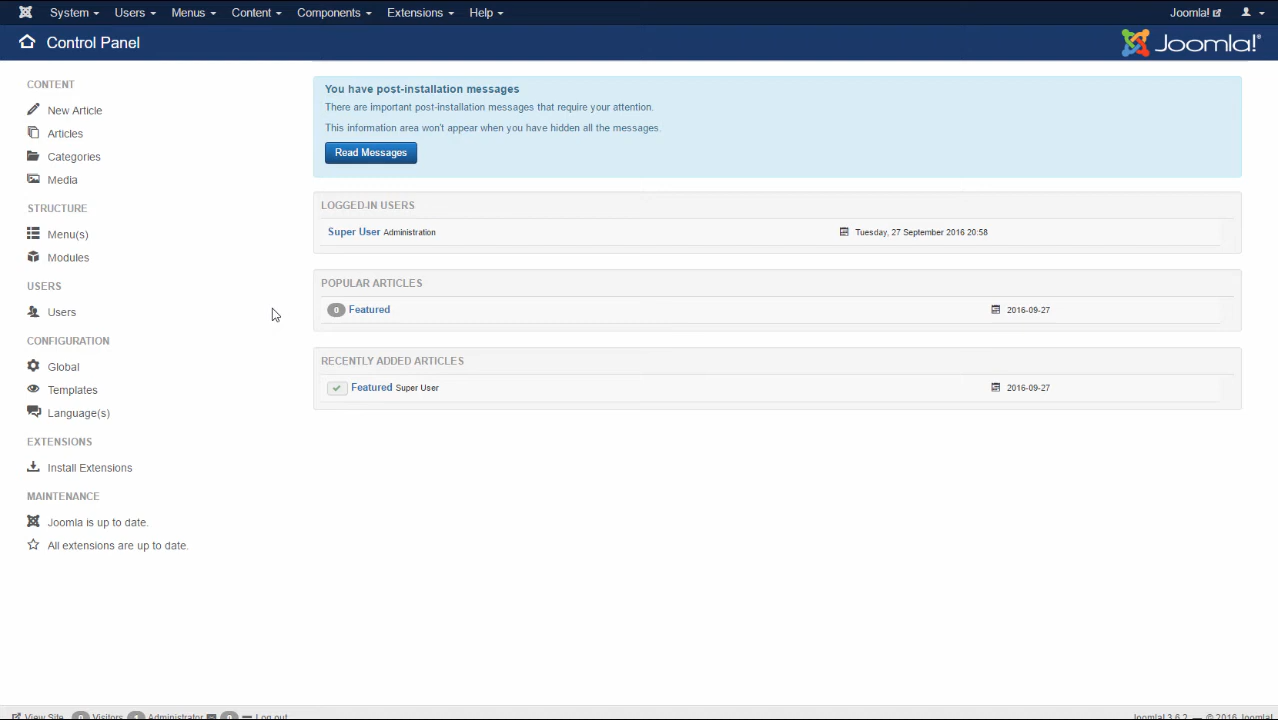 System Users Menus Content Components Extensions Help Joomla!
Control Panel Joomla!®
CONTENT
New Article
Articles
Categories
Media
STRUCTURE
Menu(s)
Modules
USERS
Users
CONFIGURATION
Global
Templates
Language(s)
EXTENSIONS
Install Extensions
MAINTENANCE
Joomla is up to date.
All extensions are up to date.
You have post-installation messages
There are important post-installation messages that require your attention.
This information area won't appear when you have hidden all the messages.
Read Messages
LOGGED-IN USERS
Super User Administration Tuesday, 27 September 2016 20:58
POPULAR ARTICLES
0 Featured 2016-09-27
RECENTLY ADDED ARTICLES
Featured Super User 2016-09-27
View Site 0 Visitors 1 Administrator 0 Log out Joomla! 3.6.2 — © 2016 Joomla!